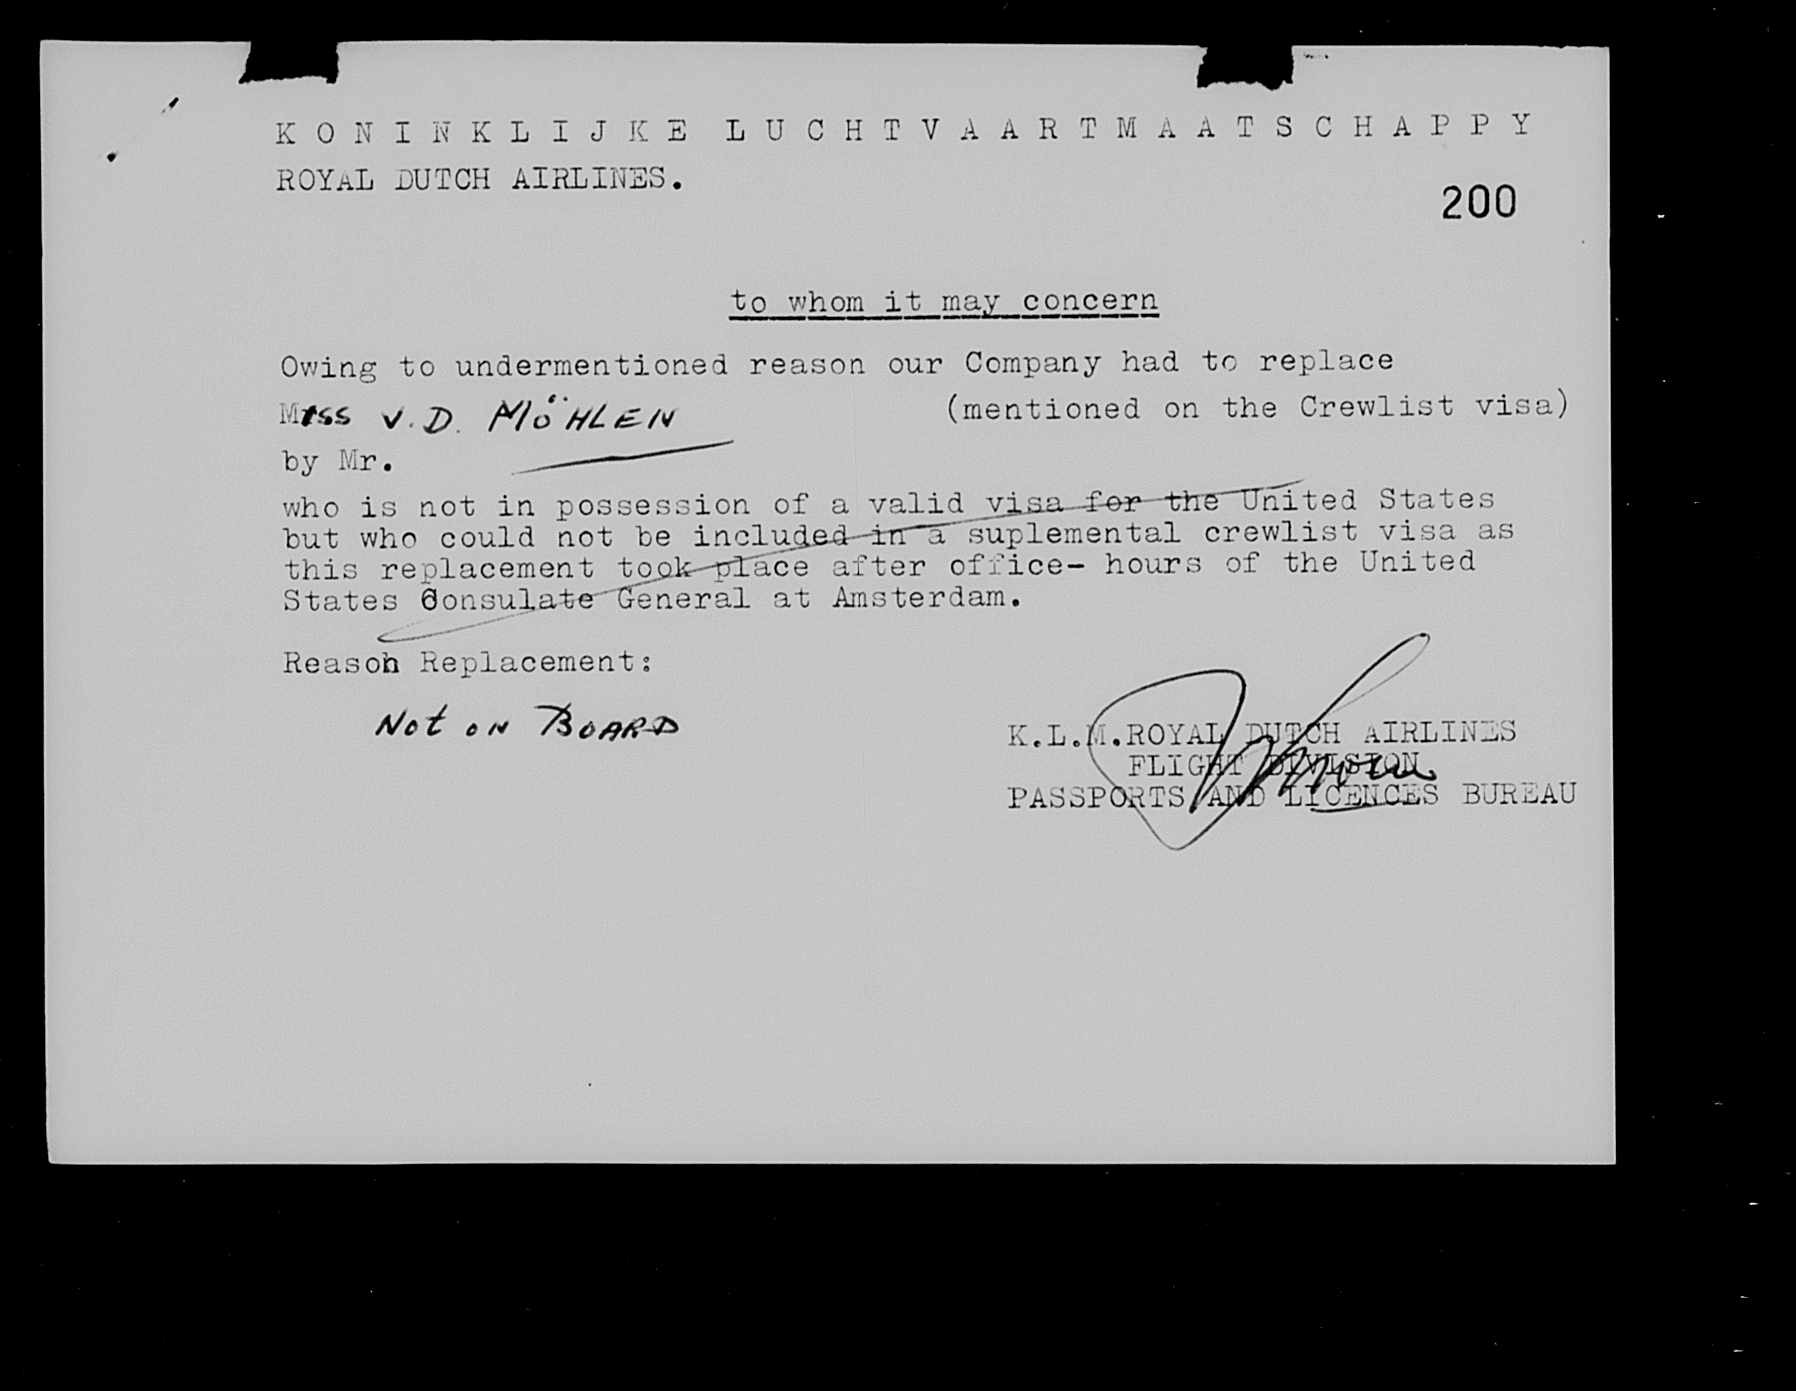 KONINKLIJKE LUCHTVAARTMAATSCHAPPY
ROYAL DUTCH AIRLINES.
200
to whom it may concern
Owing to undermentioned reason our Company had to replace
Miss V.D. MÖHLEN (mentioned on the Crewlist visa)
by Mr.
who is not in possession of a valid visa for the United States
but who could not be included in a suplemental crewlist visa as
this replacement took place after office- hours of the United
States Consulate General at Amsterdam.
Reason Replacement:
Not on BOARD
K.L.M.ROYAL DUTCH AIRLINES
FLIGHT DIVISION
PASSPORTS AND LICENCES BUREAU